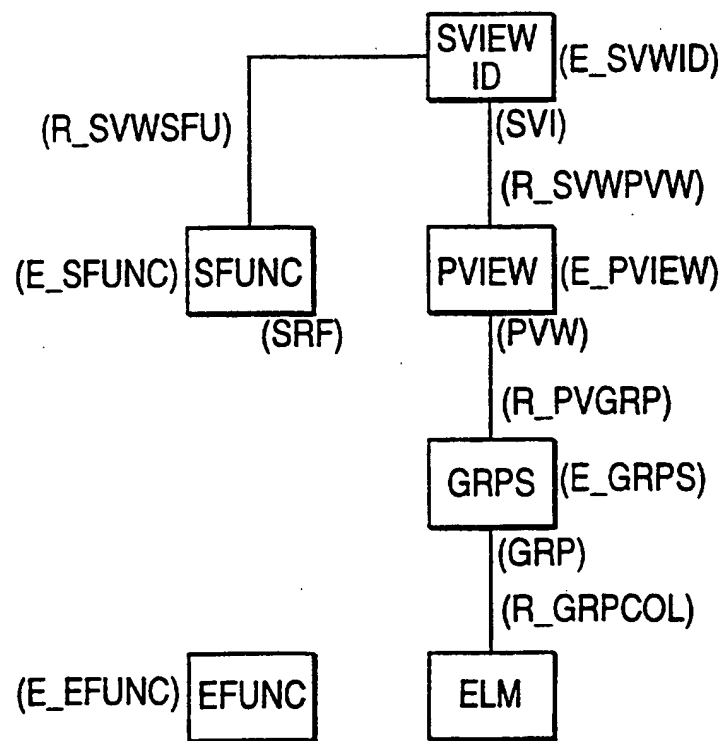 SVIEW
ID
(E_SVWID)
(R_SVWSFU)
(SVI)
(R_SVWPVW)
(E_SFUNC)
SFUNC
PVIEW
(E_PVIEW)
(SRF)
(PVW)
(R_PVGRP)
GRPS
(E_GRPS)
(GRP)
(R_GRPCOL)
(E_EFUNC)
EFUNC
ELM